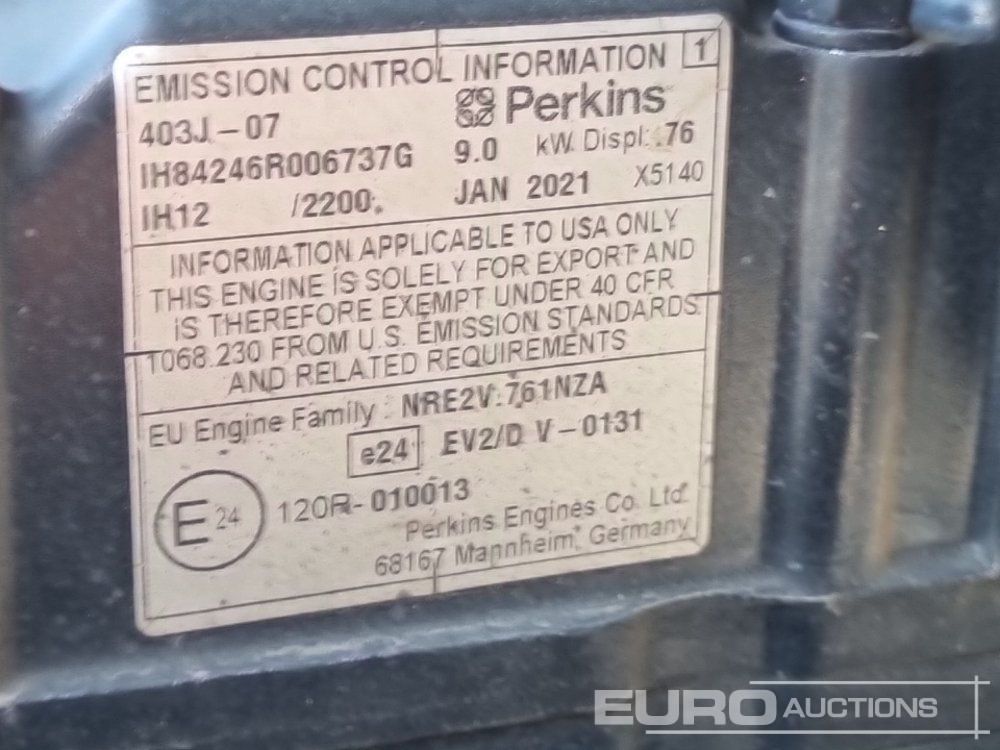 EMISSION CONTROL INFORMATION 1
403J-07 Perkins
IH84246R006737G 9.0 kW Displ: .76
IH12 /2200 JAN 2021 X5140
INFORMATION APPLICABLE TO USA ONLY
THIS ENGINE IS SOLELY FOR EXPORT AND
IS THEREFORE EXEMPT UNDER 40 CFR
1068.230 FROM U.S. EMISSION STANDARDS
AND RELATED REQUIREMENTS
EU Engine Family : NRE2V.761NZA
e24 EV2/D V-0131
E 24 120R-010013
Perkins Engines Co. Ltd.
68167 Mannheim, Germany
EURO AUCTIONS